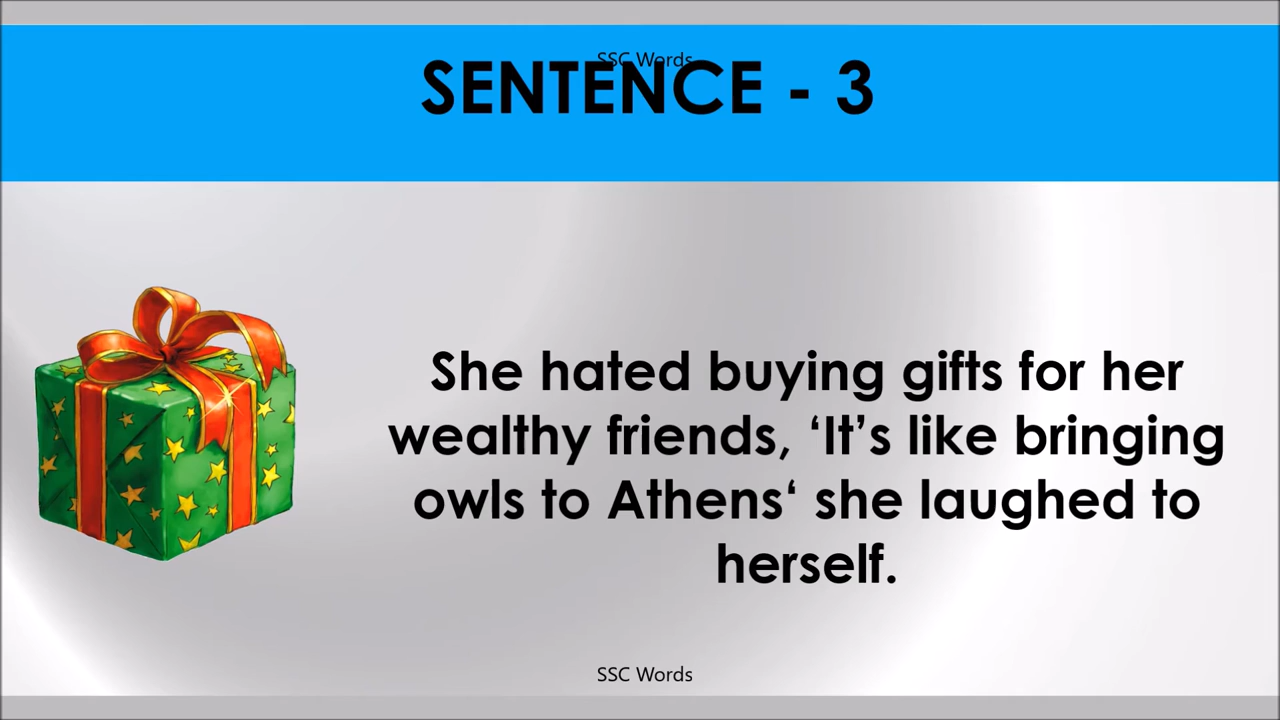 SSC Words
SENTENCE - 3
She hated buying gifts for her
wealthy friends, ‘It’s like bringing
owls to Athens‘ she laughed to
herself.
SSC Words